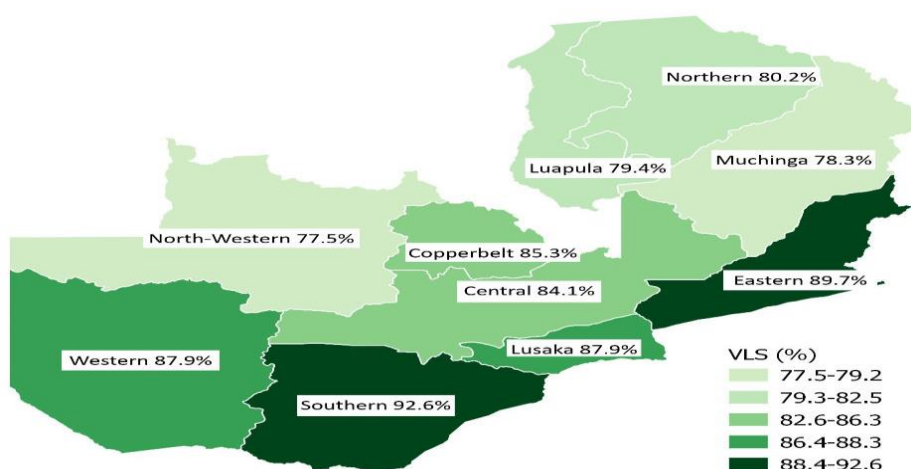 Northern 80.2%
Luapula 79.4%
Muchinga 78.3%
North-Western 77.5%
Copperbelt 85.3%
Central 84.1%
Eastern 89.7%
Western 87.9%
Lusaka 87.9%
Southern 92.6%
VLS (%)
77.5-79.2
79.3-82.5
82.6-86.3
86.4-88.3
88.4-92.6